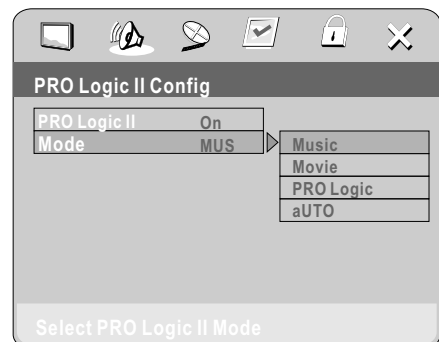 PRO Logic II Config
PRO Logic II On
Mode MUS
Music
Movie
PRO Logic
aUTO
Select PRO Logic II Mode